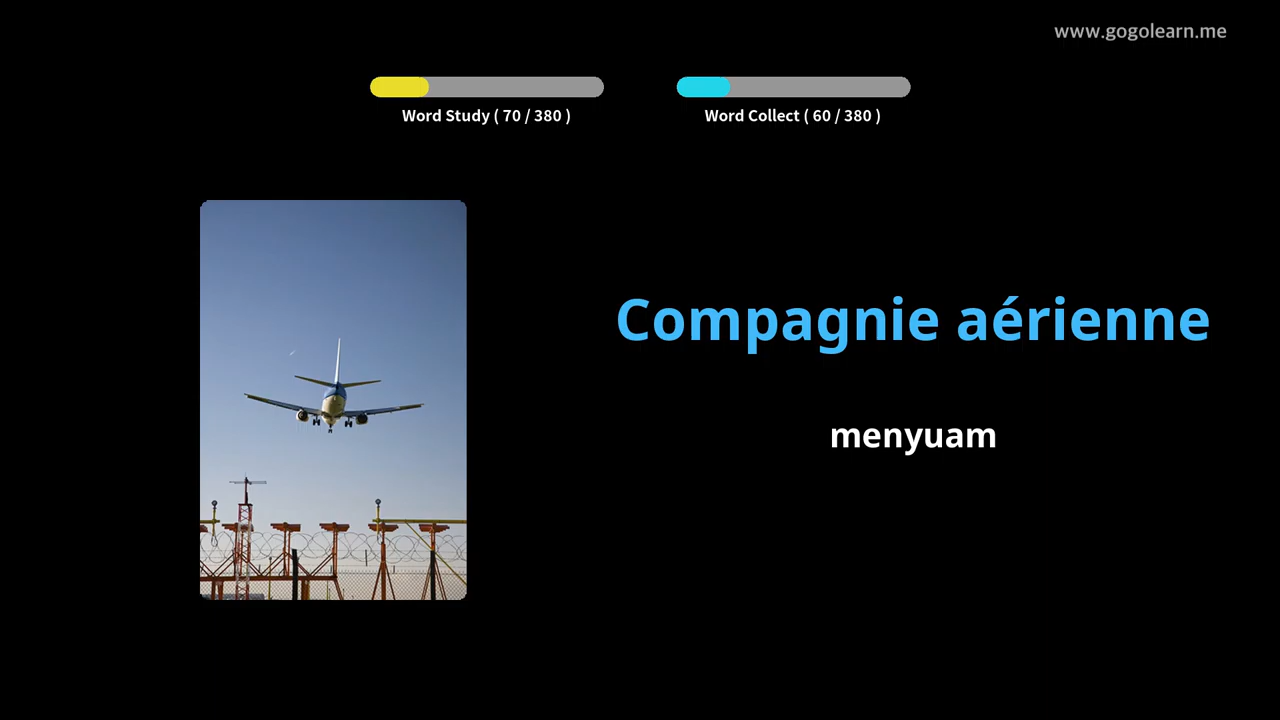 www.gogolearn.me
Word Study ( 70 / 380 )
Word Collect ( 60 / 380 )
Compagnie aérienne
menyuam